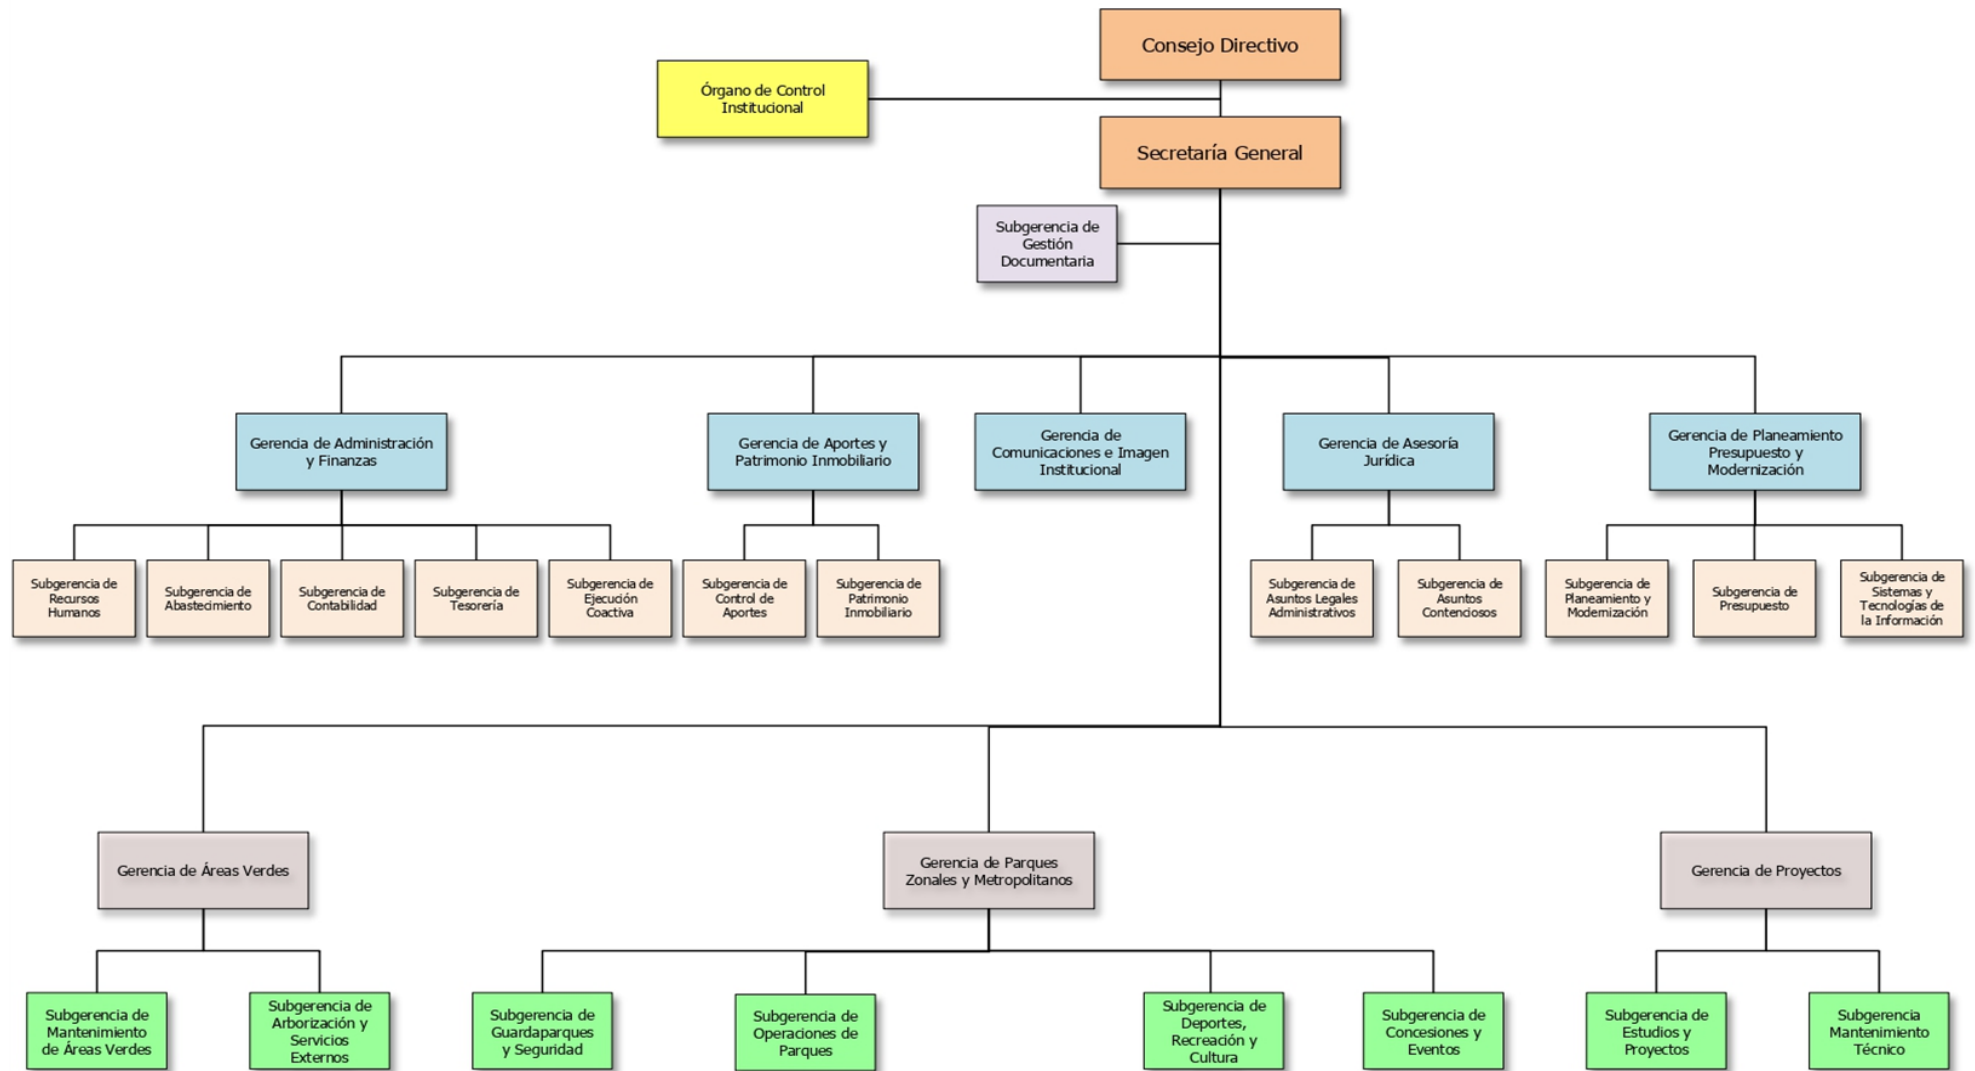 Consejo Directivo
Órgano de Control
Institucional
Secretaría General
Subgerencia de
Gestión
Documentaria
Gerencia de Administración
y Finanzas
Gerencia de Aportes y
Patrimonio Inmobiliario
Gerencia de
Comunicaciones e Imagen
Institucional
Gerencia de Asesoría
Jurídica
Gerencia de Planeamiento
Presupuesto y
Modernización
Subgerencia de
Recursos
Humanos
Subgerencia de
Abastecimiento
Subgerencia de
Contabilidad
Subgerencia de
Tesorería
Subgerencia de
Ejecución
Coactiva
Subgerencia de
Control de
Aportes
Subgerencia de
Patrimonio
Inmobiliario
Subgerencia de
Asuntos Legales
Administrativos
Subgerencia de
Asuntos
Contenciosos
Subgerencia de
Planeamiento y
Modernización
Subgerencia de
Presupuesto
Subgerencia de
Sistemas y
Tecnologías de
la Información
Gerencia de Áreas Verdes
Gerencia de Parques
Zonales y Metropolitanos
Gerencia de Proyectos
Subgerencia de
Mantenimiento
de Áreas Verdes
Subgerencia de
Arborización y
Servicios
Externos
Subgerencia de
Guardaparques
y Seguridad
Subgerencia de
Operaciones de
Parques
Subgerencia de
Deportes,
Recreación y
Cultura
Subgerencia de
Concesiones y
Eventos
Subgerencia de
Estudios y
Proyectos
Subgerencia
Mantenimiento
Técnico